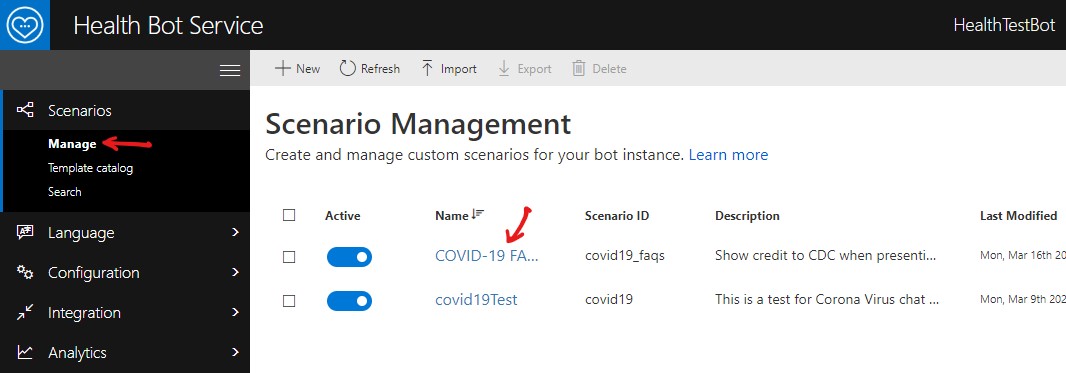 Health Bot Service
HealthTestBot
New Refresh Import Export Delete
Scenarios
Manage
Template catalog
Search
Language
Configuration
Integration
Analytics
Scenario Management
Create and manage custom scenarios for your bot instance. Learn more
Active Name Scenario ID Description Last Modified
COVID-19 FA... covid19_faqs Show credit to CDC when presenti... Mon, Mar 16th 20
covid19Test covid19 This is a test for Corona Virus chat ... Mon, Mar 9th 202